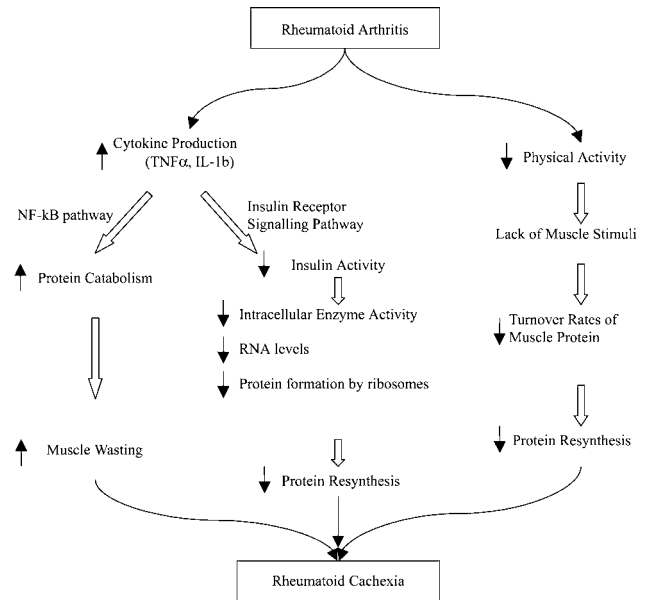 Rheumatoid Arthritis
Cytokine Production
(TNFα, IL-1b)
Physical Activity
NF-kB pathway
Insulin Receptor
Signalling Pathway
Lack of Muscle Stimuli
Protein Catabolism
Insulin Activity
Intracellular Enzyme Activity
RNA levels
Protein formation by ribosomes
Turnover Rates of
Muscle Protein
Muscle Wasting
Protein Resynthesis
Protein Resynthesis
Rheumatoid Cachexia